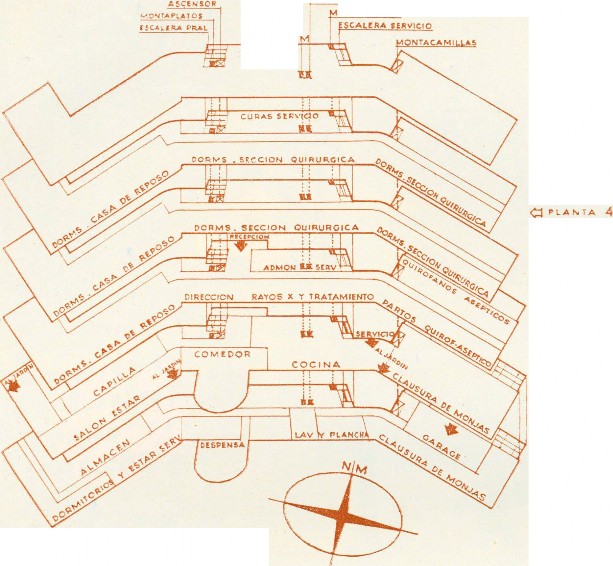 ASCENSOR
MONTAPLATOS
ESCALERA PRAL
M
M
ESCALERA SERVICIO
MONTACAMILLAS
CURAS SERVICIO
DORMS. SECCION QUIRURGICA
DORMS. SECCION QUIRURGICA
DORMS. CASA DE REPOSO
PLANTA 4
DORMS. SECCION QUIRURGICA
RECEPCION
DORMS. SECCION QUIRURGICA
DORMS. CASA DE REPOSO
ADMON SERV
QUIROFANOS ASEPTICOS
DIRECCION RAYOS X Y TRATAMIENTO
PARTOS QUIROF. ASEPTICO
DORMS. CASA DE REPOSO
SERVICIO
AL JARDIN
COMEDOR
COCINA
AL JARDIN
AL JARDIN
CAPILLA
SALON ESTAR
CLAUSURA DE MONJAS
ALMACEN
GARAGE
DORMITORIOS Y ESTAR SERV
DESPENSA
LAV Y PLANCHA
CLAUSURA DE MONJAS
N M